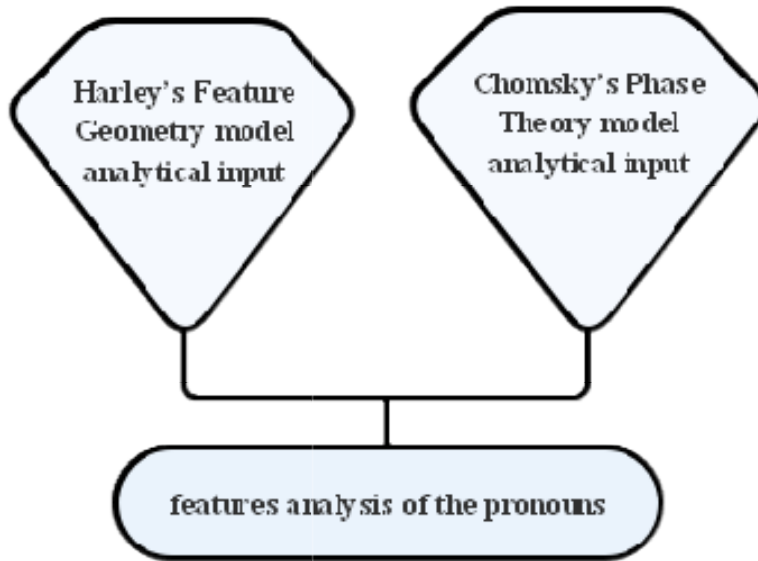 Harley's Feature
Geometry model
analytical input
Chomsky's Phase
Theory model
analytical input
features analysis of the pronouns